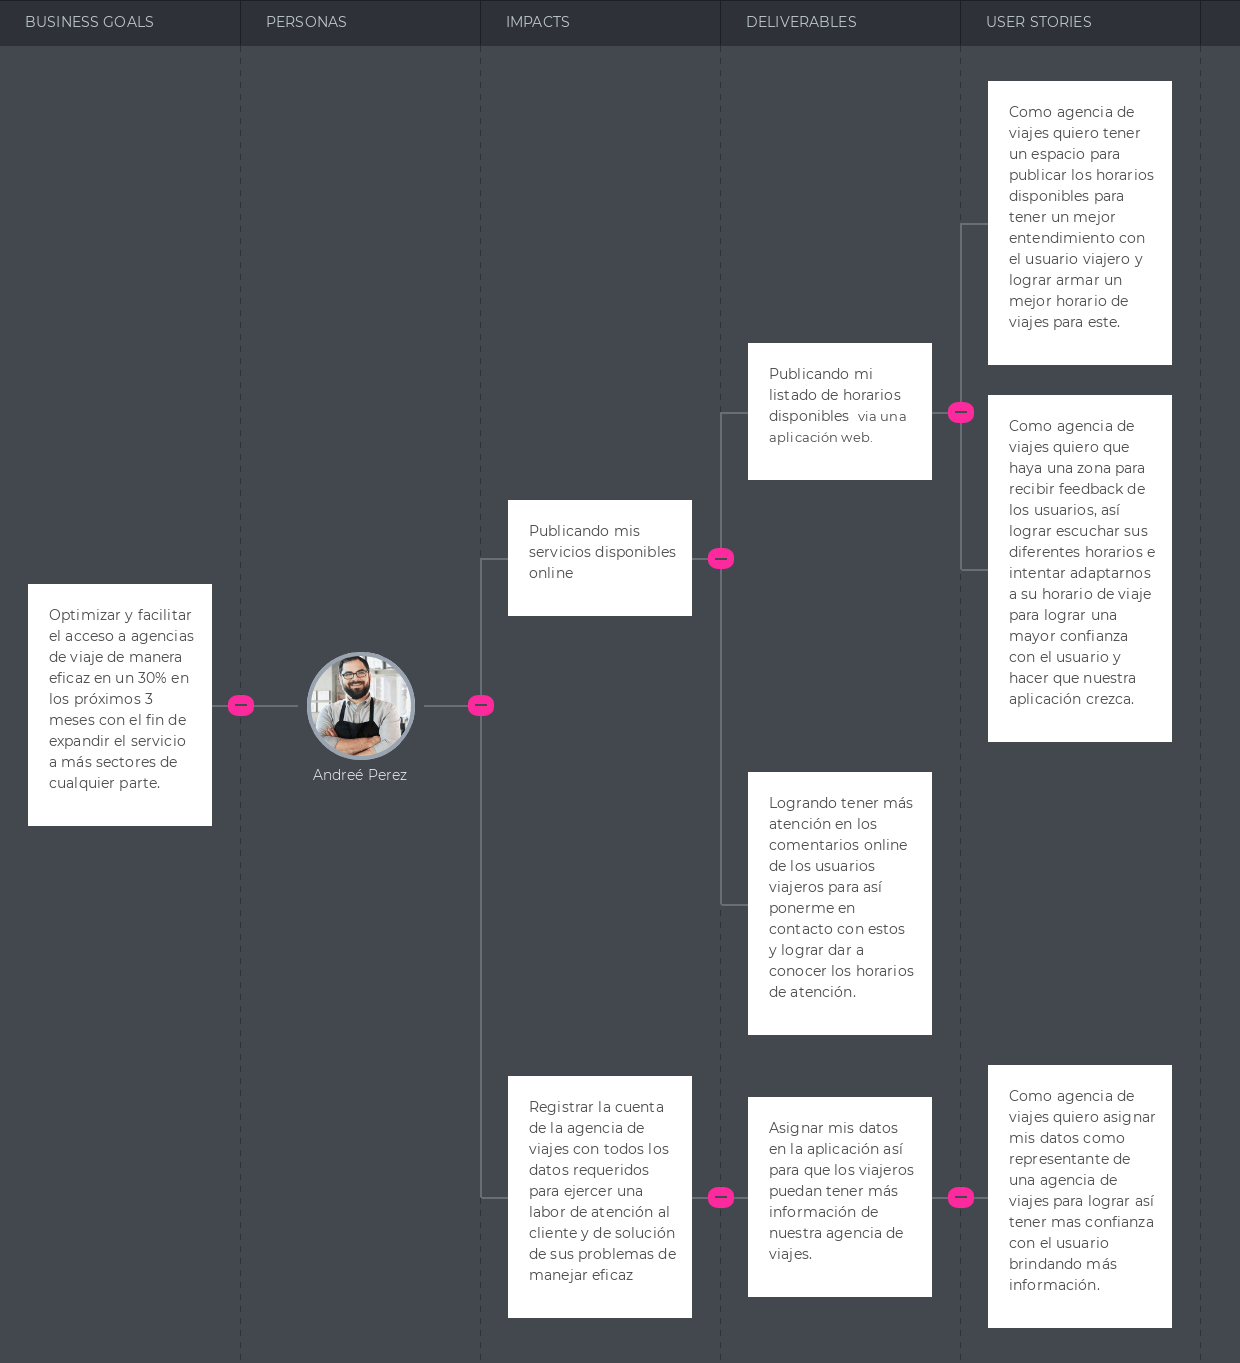 BUSINESS GOALS
PERSONAS
IMPACTS
DELIVERABLES
USER STORIES
Optimizar y facilitar
el acceso a agencias
de viaje de manera
eficaz en un 30% en
los próximos 3
meses con el fin de
expandir el servicio
a más sectores de
cualquier parte.
Andreé Perez
Publicando mis
servicios disponibles
online
Registrar la cuenta
de la agencia de
viajes con todos los
datos requeridos
para ejercer una
labor de atención al
cliente y de solución
de sus problemas de
manejar eficaz
Publicando mi
listado de horarios
disponibles via una
aplicación web.
Logrando tener más
atención en los
comentarios online
de los usuarios
viajeros para así
ponerme en
contacto con estos
y lograr dar a
conocer los horarios
de atención.
Asignar mis datos
en la aplicación así
para que los viajeros
puedan tener más
información de
nuestra agencia de
viajes.
Como agencia de
viajes quiero tener
un espacio para
publicar los horarios
disponibles para
tener un mejor
entendimiento con
el usuario viajero y
lograr armar un
mejor horario de
viajes para este.
Como agencia de
viajes quiero que
haya una zona para
recibir feedback de
los usuarios, así
lograr escuchar sus
diferentes horarios e
intentar adaptarnos
a su horario de viaje
para lograr una
mayor confianza
con el usuario y
hacer que nuestra
aplicación crezca.
Como agencia de
viajes quiero asignar
mis datos como
representante de
una agencia de
viajes para lograr así
tener mas confianza
con el usuario
brindando más
información.